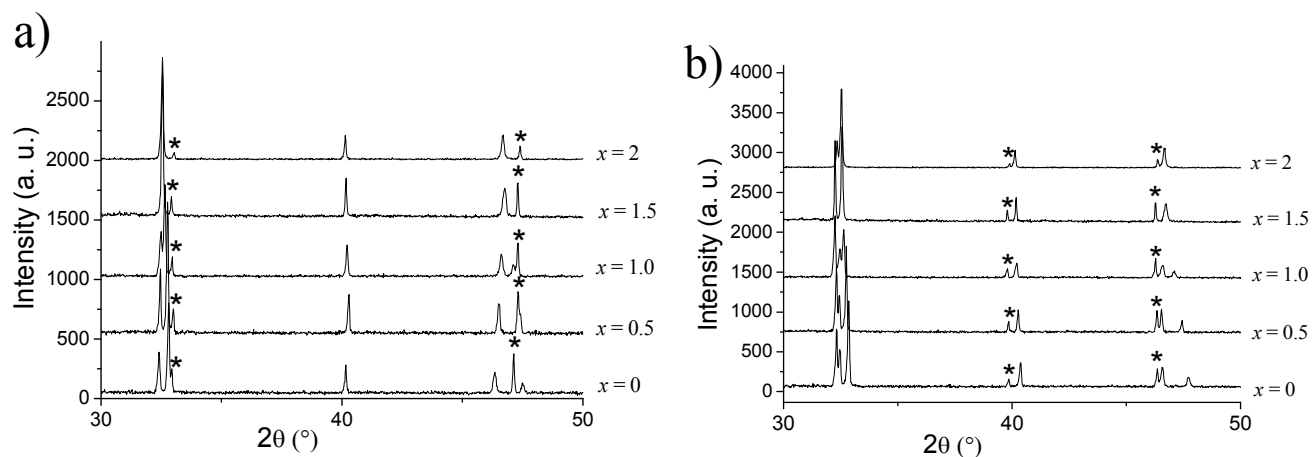 a)
Intensity (a. u.)
2500
2000
1500
1000
500
0
* * x = 2
* * x = 1.5
* * x = 1.0
* * x = 0.5
* * x = 0
30 40 50
2θ (°)
b)
Intensity (a. u.)
4000
3500
3000
2500
2000
1500
1000
500
0
* * x = 2
* * x = 1.5
* * x = 1.0
* * x = 0.5
* * x = 0
30 40 50
2θ (°)